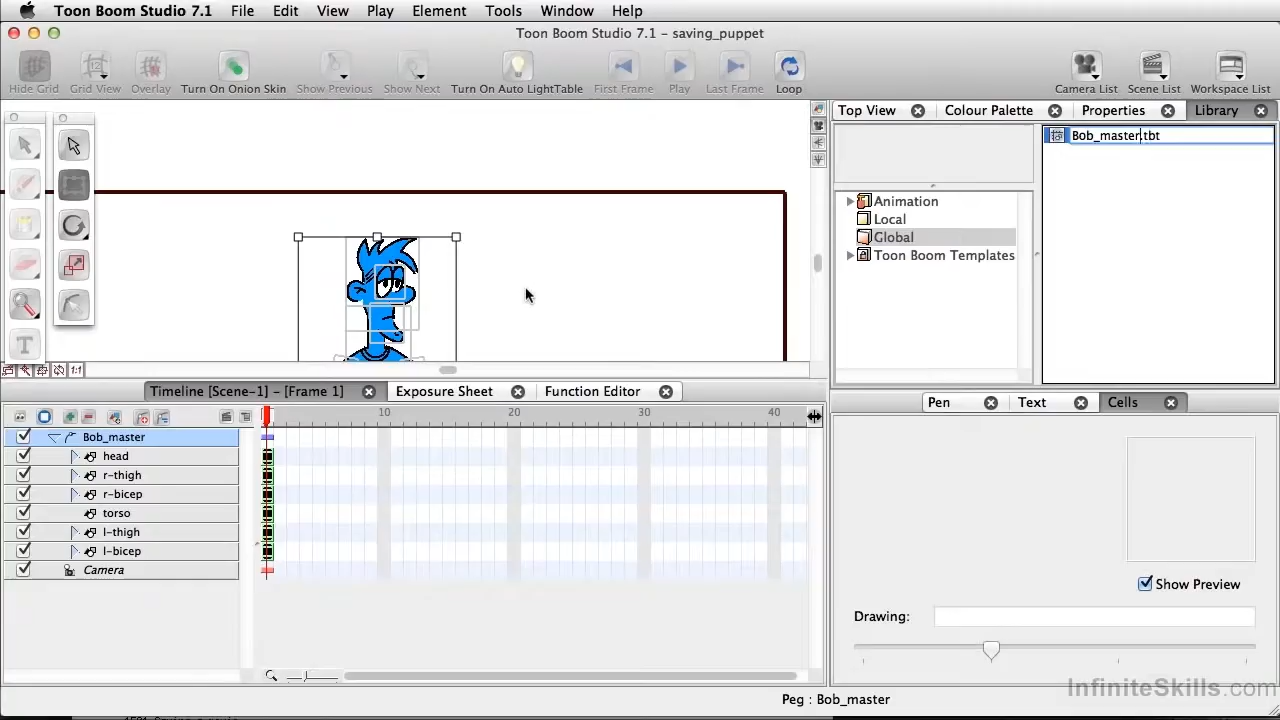 Toon Boom Studio 7.1 File Edit View Play Element Tools Window Help
Toon Boom Studio 7.1 - saving_puppet
Hide Grid Grid View Overlay Turn On Onion Skin Show Previous Show Next Turn On Auto LightTable First Frame Play Last Frame Loop Camera List Scene List Workspace List
Top View Colour Palette Properties Library
Bob_master.tbt
Animation
Local
Global
Toon Boom Templates
T
1:1
Timeline [Scene-1] - [Frame 1] Exposure Sheet Function Editor
Pen Text Cells
10 20 30 40
Bob_master
head
r-thigh
r-bicep
torso
l-thigh
l-bicep
Camera
Show Preview
Drawing:
InfiniteSkills.com
Peg : Bob_master